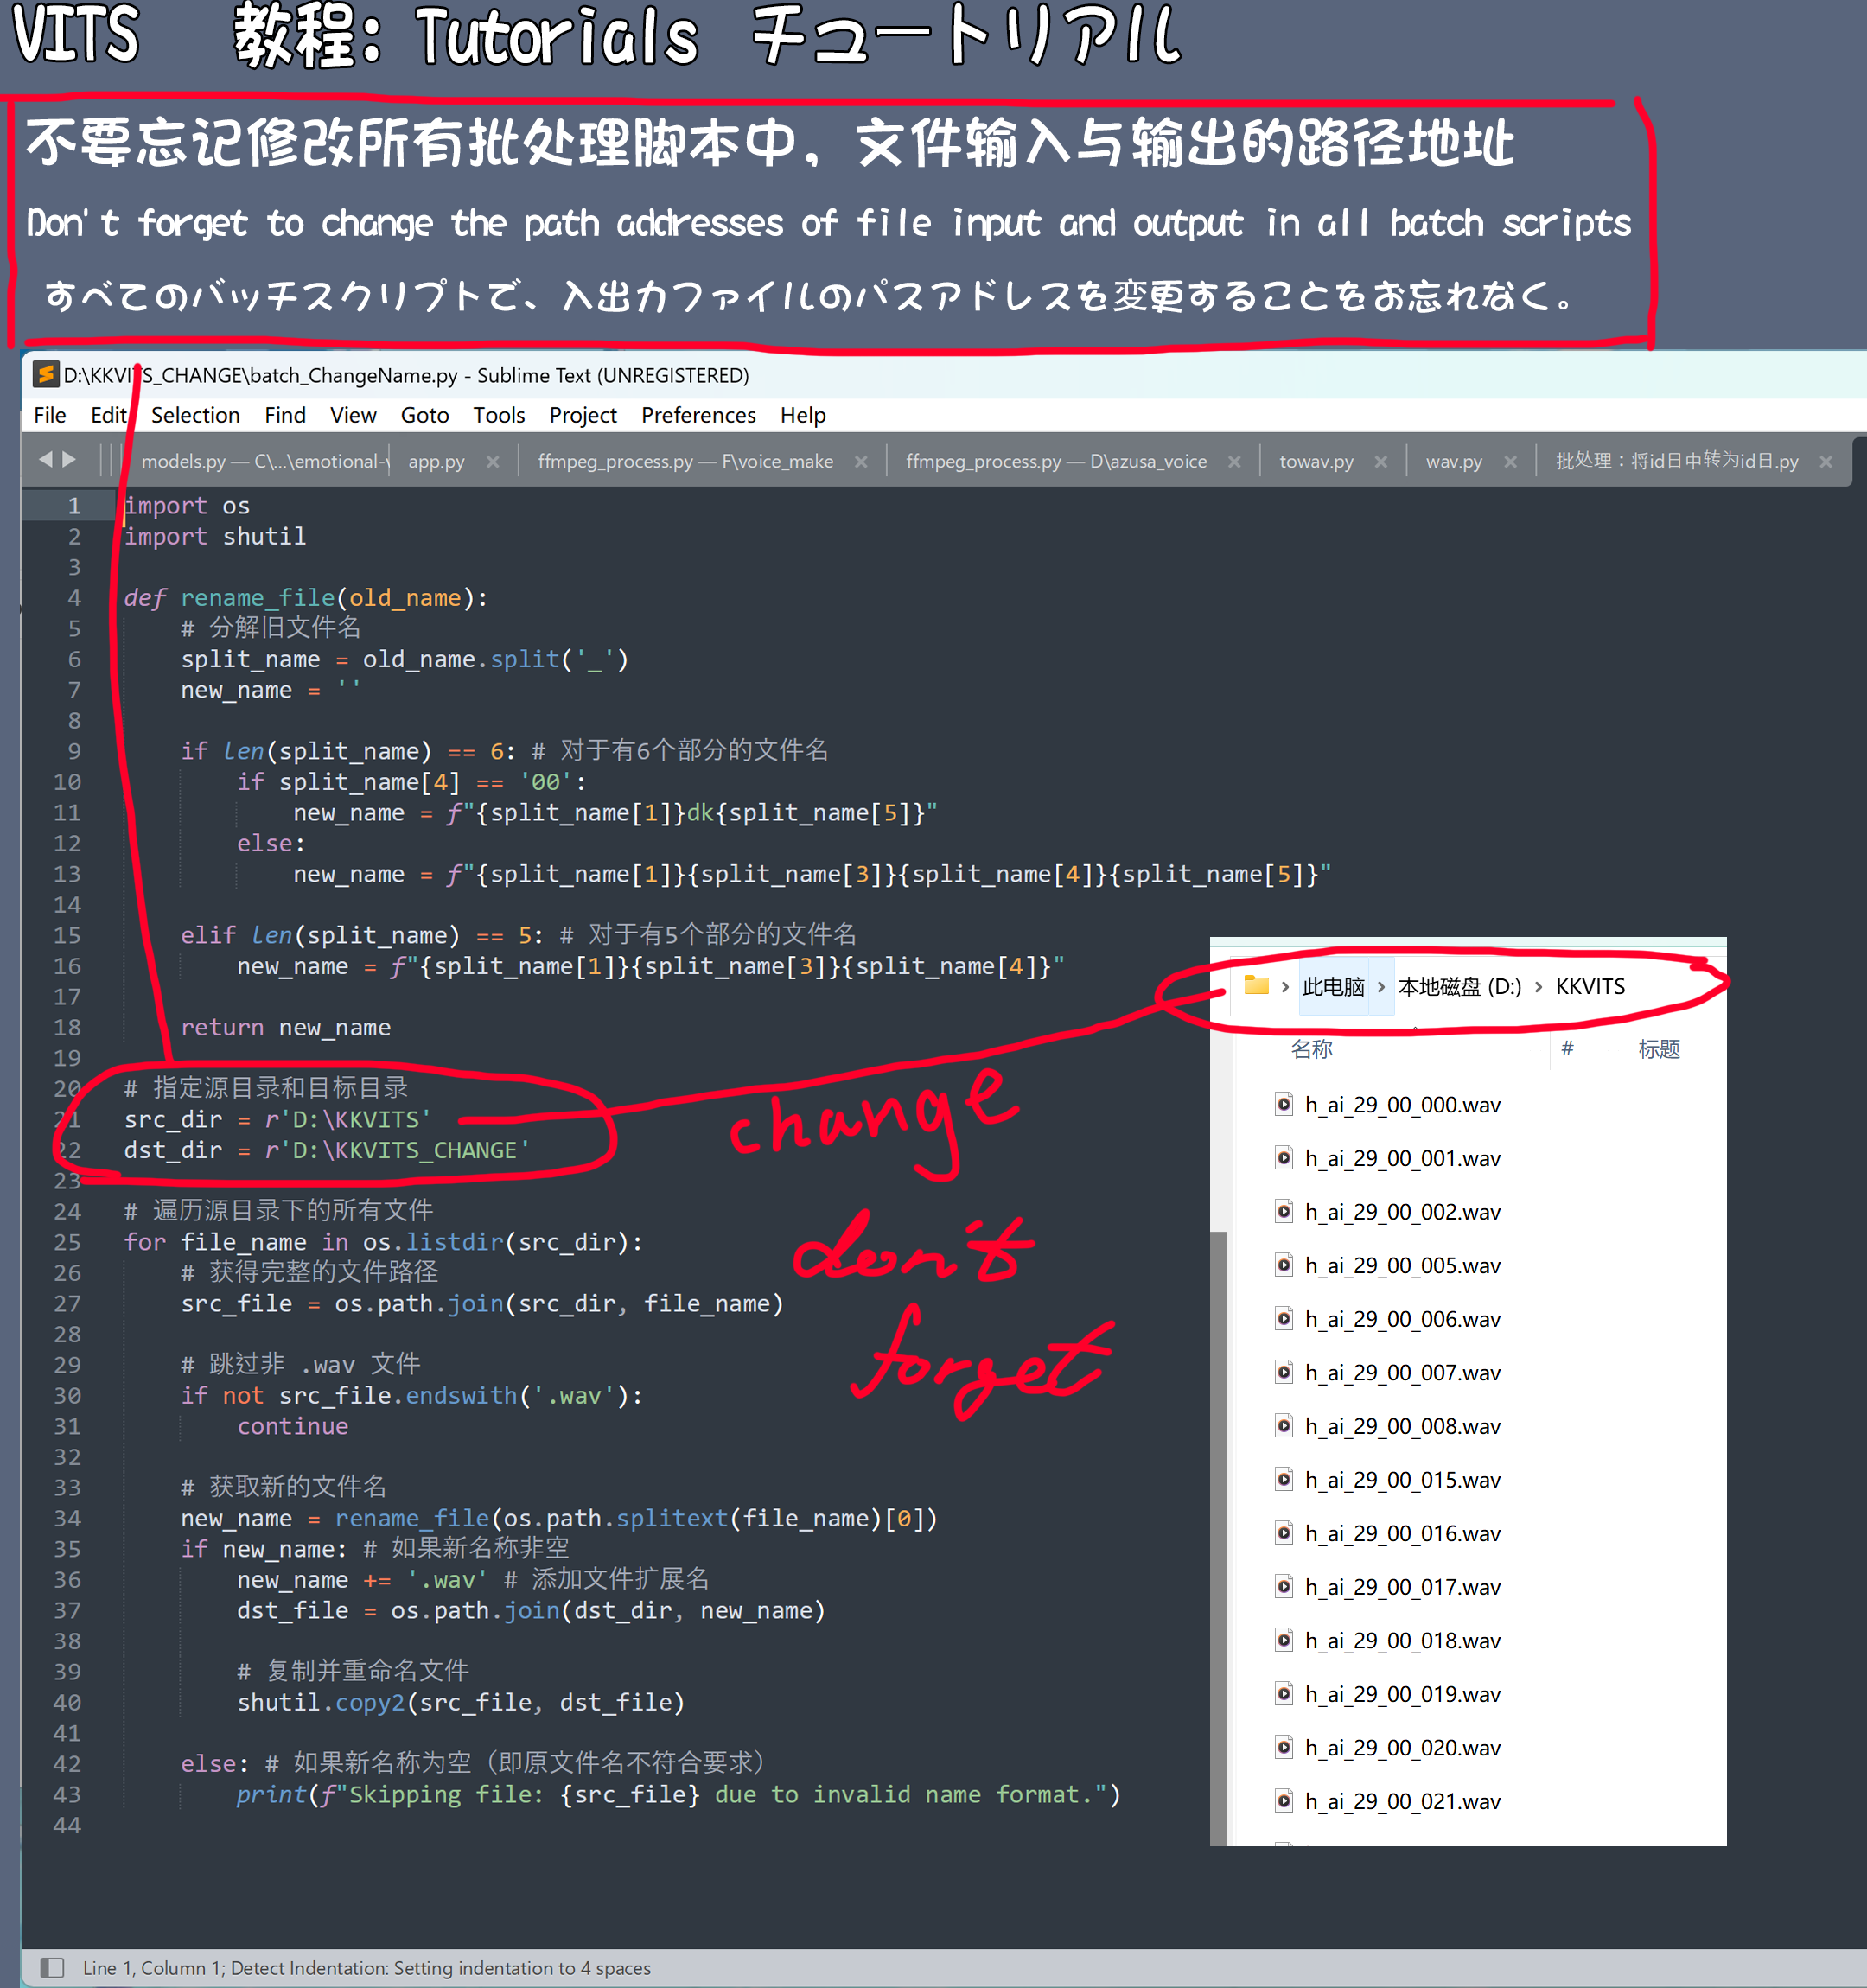 VITS 教程: Tutorials チュートリアル
不要忘记修改所有批处理脚本中，文件输入与输出的路径地址
Don't forget to change the path addresses of file input and output in all batch scripts
すべてのバッチスクリプトで、入出力ファイルのパスアドレスを変更することをお忘れなく。
D:\KKVITS_CHANGE\batch_ChangeName.py - Sublime Text (UNREGISTERED)
File Edit Selection Find View Goto Tools Project Preferences Help
models.py — C\...\emotional-v app.py ffmpeg_process.py — F\voice_make ffmpeg_process.py — D\azusa_voice towav.py wav.py 批处理：将id日中转为id日.py
1 import os
2 import shutil
3
4 def rename_file(old_name):
5 # 分解旧文件名
6 split_name = old_name.split('_')
7 new_name = ''
8
9 if len(split_name) == 6: # 对于有6个部分的文件名
10 if split_name[4] == '00':
11 new_name = f"{split_name[1]}dk{split_name[5]}"
12 else:
13 new_name = f"{split_name[1]}{split_name[3]}{split_name[4]}{split_name[5]}"
14
15 elif len(split_name) == 5: # 对于有5个部分的文件名
16 new_name = f"{split_name[1]}{split_name[3]}{split_name[4]}"
17
18 return new_name
19
20 # 指定源目录和目标目录
21 src_dir = r'D:\KKVITS'
22 dst_dir = r'D:\KKVITS_CHANGE'
23
24 # 遍历源目录下的所有文件
25 for file_name in os.listdir(src_dir):
26 # 获得完整的文件路径
27 src_file = os.path.join(src_dir, file_name)
28
29 # 跳过非 .wav 文件
30 if not src_file.endswith('.wav'):
31 continue
32
33 # 获取新的文件名
34 new_name = rename_file(os.path.splitext(file_name)[0])
35 if new_name: # 如果新名称非空
36 new_name += '.wav' # 添加文件扩展名
37 dst_file = os.path.join(dst_dir, new_name)
38
39 # 复制并重命名文件
40 shutil.copy2(src_file, dst_file)
41
42 else: # 如果新名称为空（即原文件名不符合要求）
43 print(f"Skipping file: {src_file} due to invalid name format.")
44
change
don't
forget
此电脑 > 本地磁盘 (D:) > KKVITS
名称 # 标题
h_ai_29_00_000.wav
h_ai_29_00_001.wav
h_ai_29_00_002.wav
h_ai_29_00_005.wav
h_ai_29_00_006.wav
h_ai_29_00_007.wav
h_ai_29_00_008.wav
h_ai_29_00_015.wav
h_ai_29_00_016.wav
h_ai_29_00_017.wav
h_ai_29_00_018.wav
h_ai_29_00_019.wav
h_ai_29_00_020.wav
h_ai_29_00_021.wav
Line 1, Column 1; Detect Indentation: Setting indentation to 4 spaces